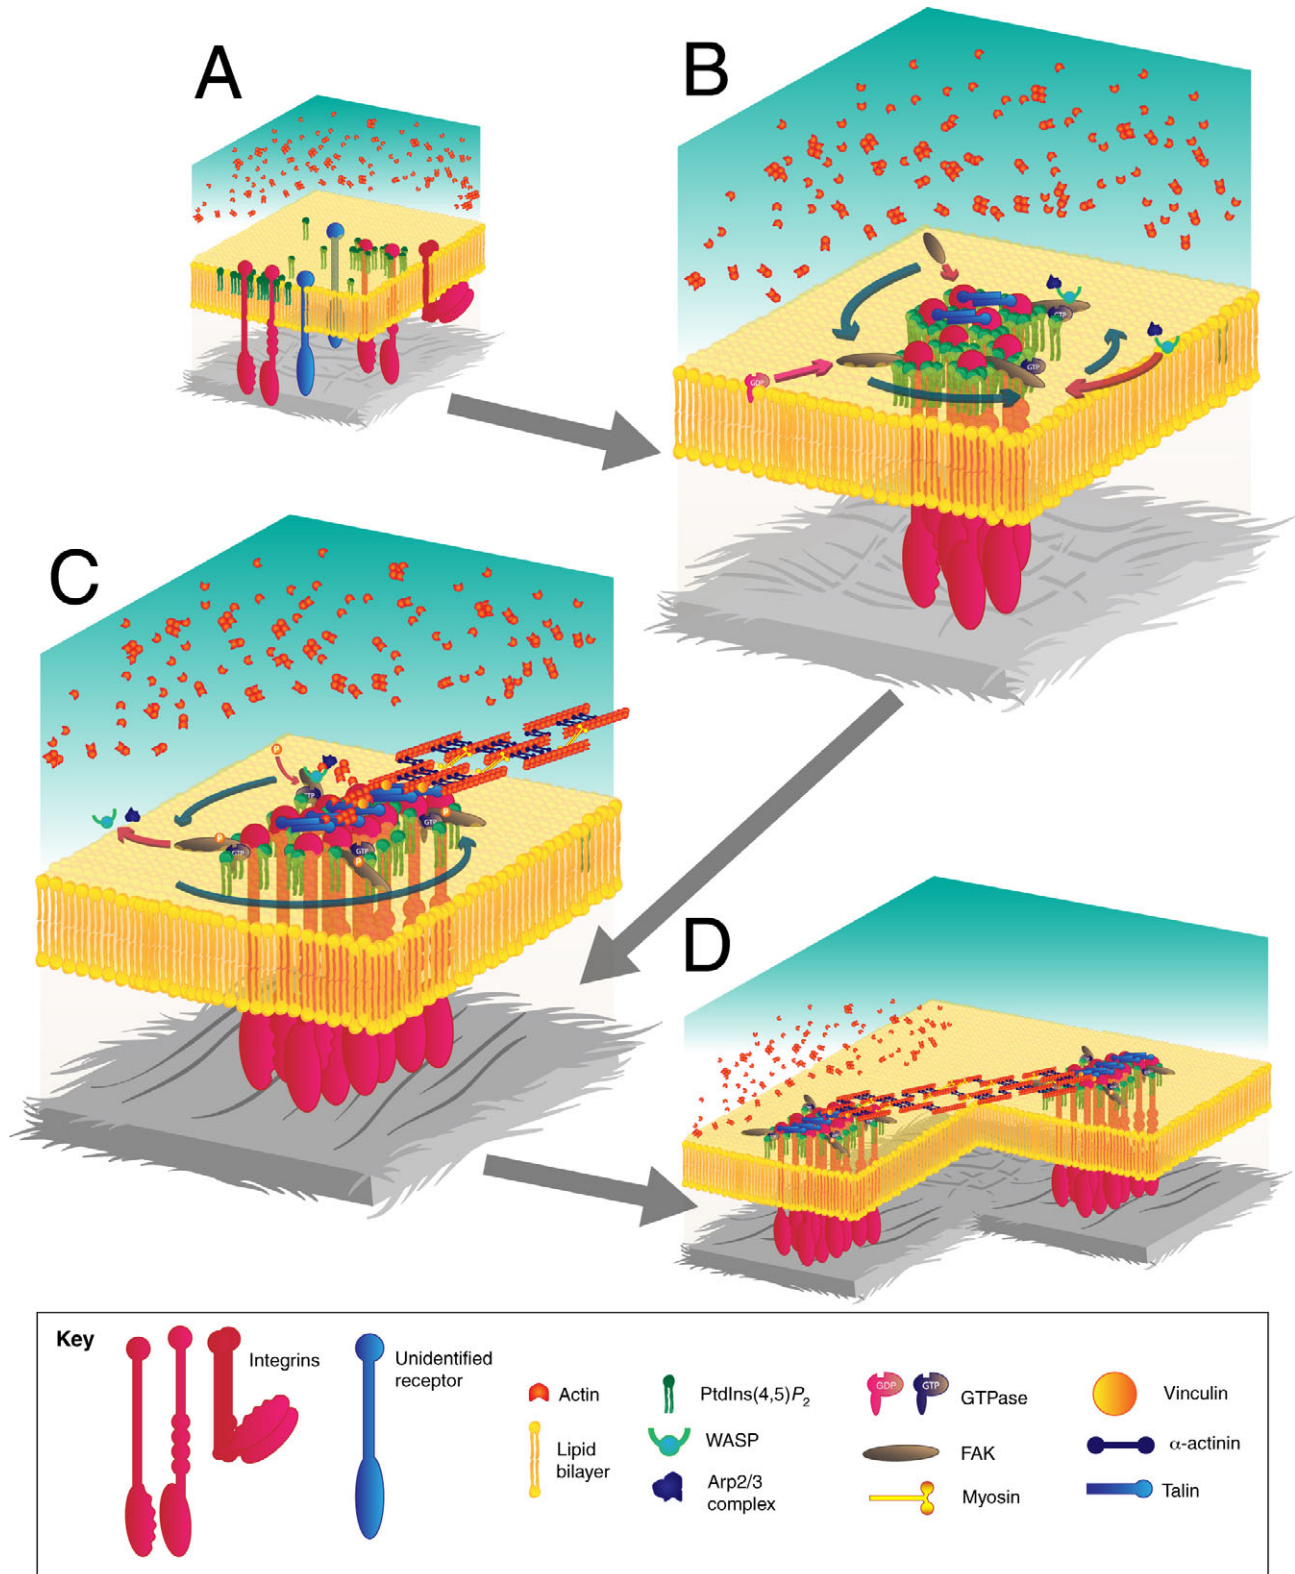 A
B
GTP
GDP
GTP
C
P
TP
P
GTP
P
GTP
GTP
P
D
Key
Integrins
Unidentified
receptor
Actin
Lipid
bilayer
PtdIns(4,5)P2
WASP
Arp2/3
complex
GDP
GTP
GTPase
FAK
Myosin
Vinculin
α-actinin
Talin